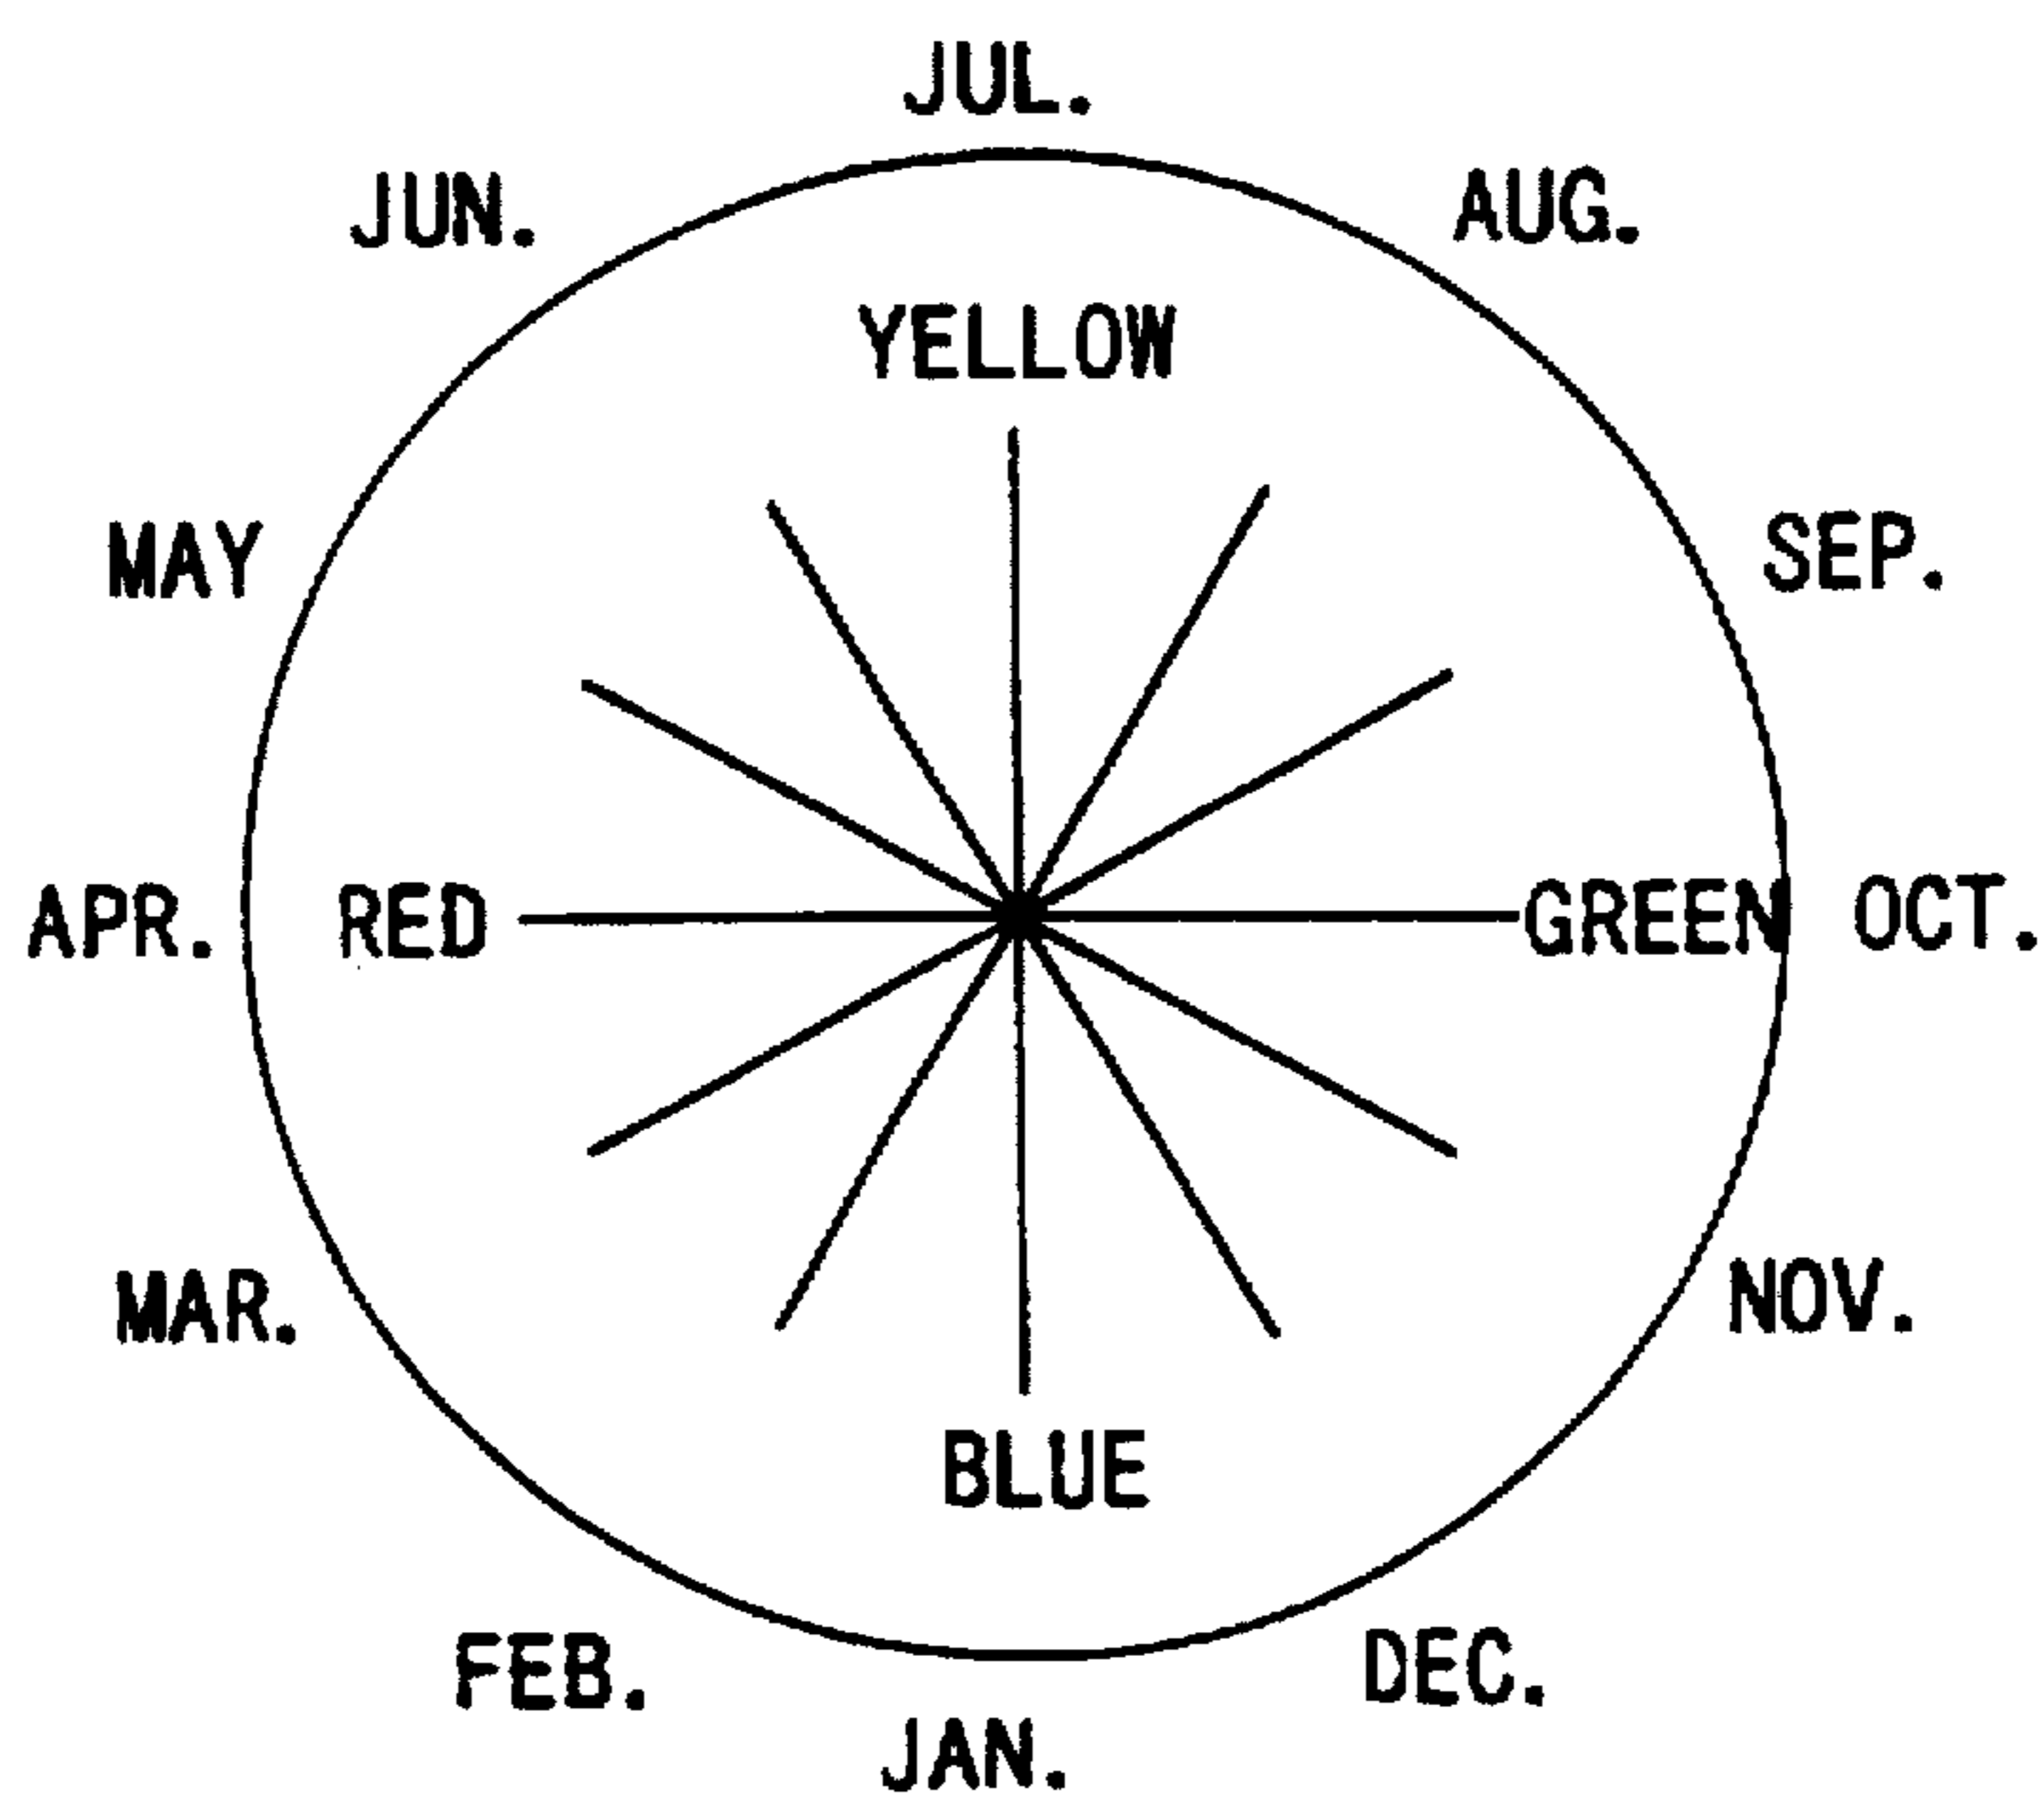 JUL.
JUN.
AUG.
YELLOW
MAY
SEP.
APR.
RED
GREEN
OCT.
MAR.
NOV.
BLUE
FEB.
DEC.
JAN.